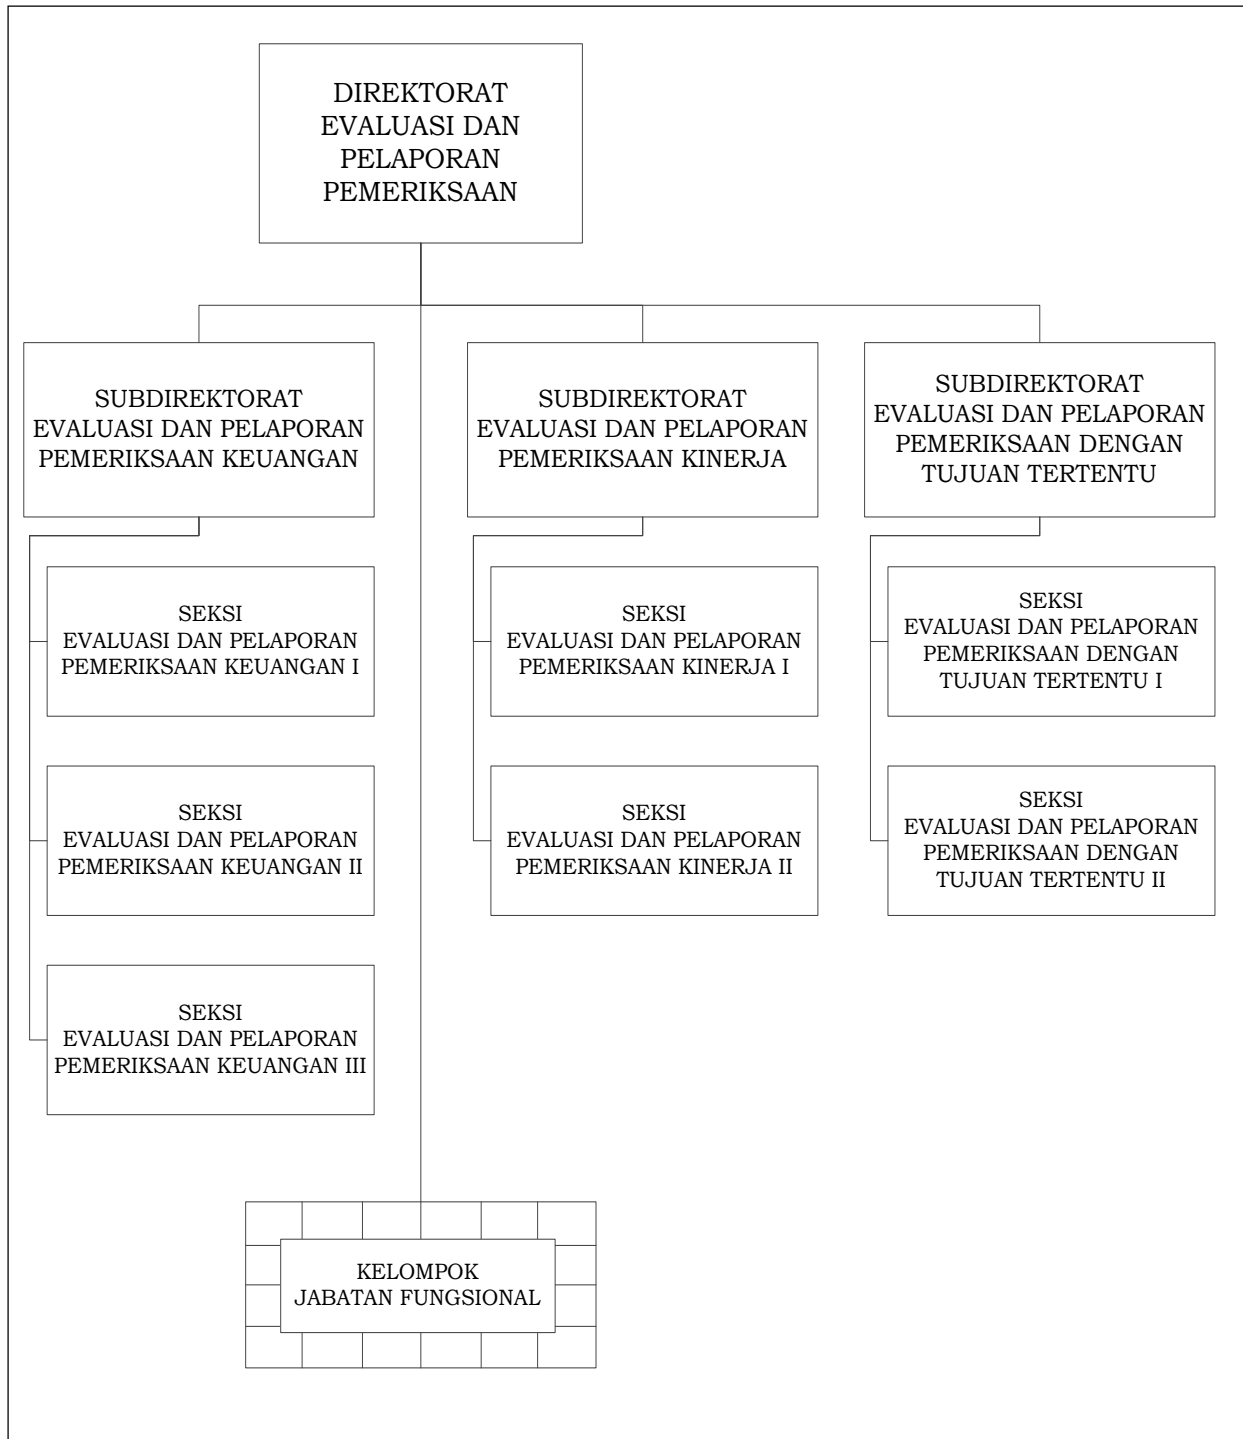 DIREKTORAT
EVALUASI DAN
PELAPORAN
PEMERIKSAAN
SUBDIREKTORAT
EVALUASI DAN PELAPORAN
PEMERIKSAAN KEUANGAN
SUBDIREKTORAT
EVALUASI DAN PELAPORAN
PEMERIKSAAN KINERJA
SUBDIREKTORAT
EVALUASI DAN PELAPORAN
PEMERIKSAAN DENGAN
TUJUAN TERTENTU
SEKSI
EVALUASI DAN PELAPORAN
PEMERIKSAAN KEUANGAN I
SEKSI
EVALUASI DAN PELAPORAN
PEMERIKSAAN KINERJA I
SEKSI
EVALUASI DAN PELAPORAN
PEMERIKSAAN DENGAN
TUJUAN TERTENTU I
SEKSI
EVALUASI DAN PELAPORAN
PEMERIKSAAN KEUANGAN II
SEKSI
EVALUASI DAN PELAPORAN
PEMERIKSAAN KINERJA II
SEKSI
EVALUASI DAN PELAPORAN
PEMERIKSAAN DENGAN
TUJUAN TERTENTU II
SEKSI
EVALUASI DAN PELAPORAN
PEMERIKSAAN KEUANGAN III
KELOMPOK
JABATAN FUNGSIONAL